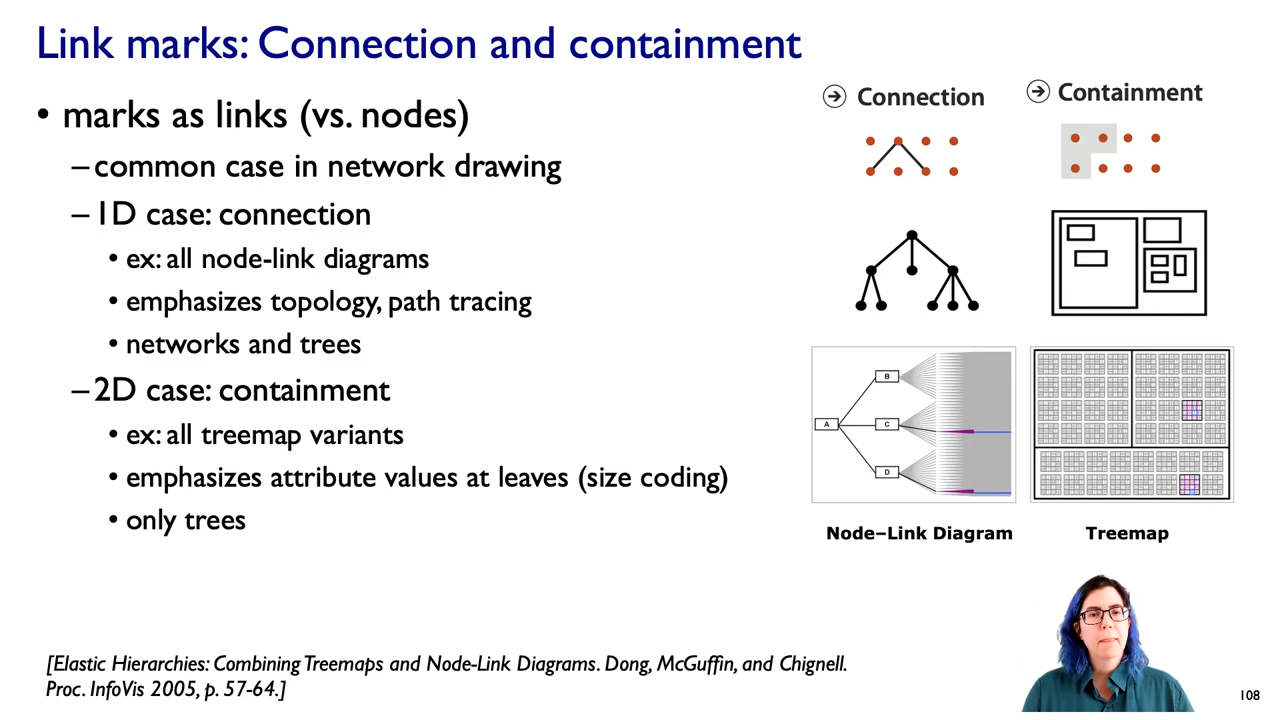 Link marks: Connection and containment
• marks as links (vs. nodes)
– common case in network drawing
– 1D case: connection
• ex: all node-link diagrams
• emphasizes topology, path tracing
• networks and trees
– 2D case: containment
• ex: all treemap variants
• emphasizes attribute values at leaves (size coding)
• only trees
[Elastic Hierarchies: Combining Treemaps and Node-Link Diagrams. Dong, McGuffin, and Chignell.
Proc. InfoVis 2005, p. 57-64.]
Connection
Containment
B
A
C
D
Node–Link Diagram
Treemap
108